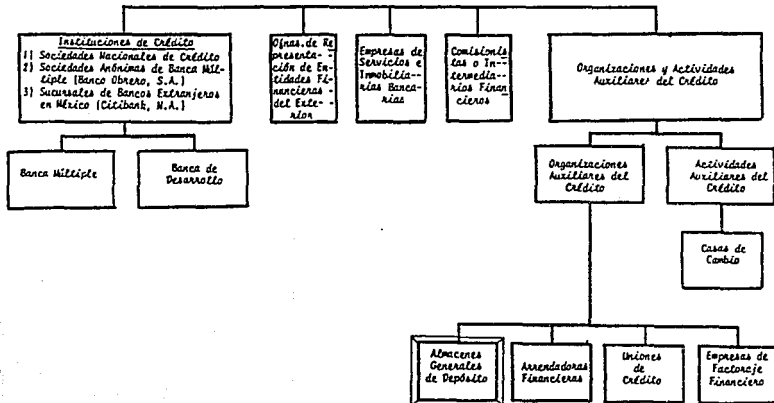 Instituciones de Crédito
1) Sociedades Nacionales de Crédito
2) Sociedades Anónimas de Banca Múl-
tiple (Banco Obrero, S.A.)
3) Sucursales de Bancos Extranjeros
en México (Citibank, N.A.)
Ofnas. de Re
presenta-
ción de En-
tidades Fi-
nancieras -
del Exte-
rior
Empresas de
Servicios e
Inmobilia--
rias Banca-
rias
Comisionis
tas o In--
termedia--
rios Finan
cieros
Organizaciones y Actividades
Auxiliares del Crédito
Banca Múltiple
Banca de
Desarrollo
Organizaciones
Auxiliares del
Crédito
Actividades
Auxiliares del
Crédito
Casas de
Cambio
Almacenes
Generales
de Depósito
Arrendadoras
Financieras
Uniones
de
Crédito
Empresas de
Factoraje
Financiero